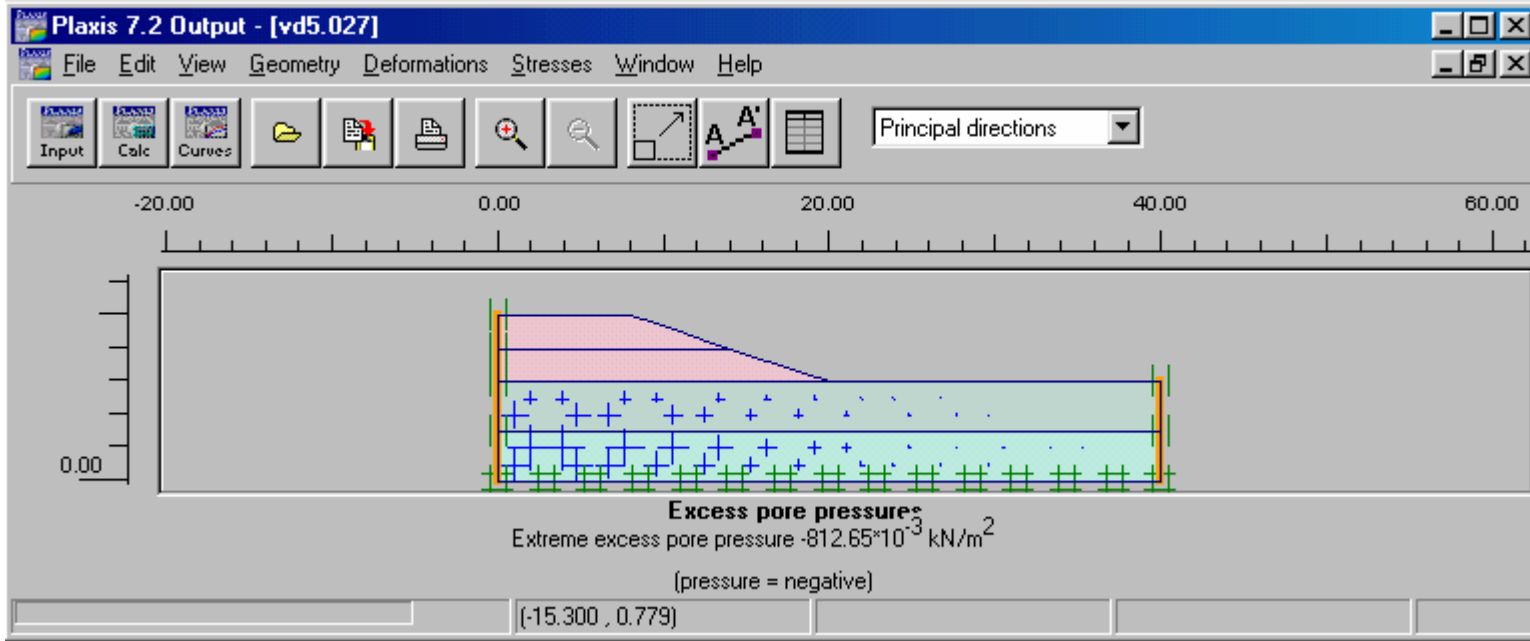 Plaxis 7.2 Output - [vd5.027]
File Edit View Geometry Deformations Stresses Window Help
Input Calc Curves A A' Principal directions
-20.00 0.00 20.00 40.00 60.00
0.00
Excess pore pressures
Extreme excess pore pressure -812.65*10⁻³ kN/m²
(pressure = negative)
(-15.300 , 0.779)